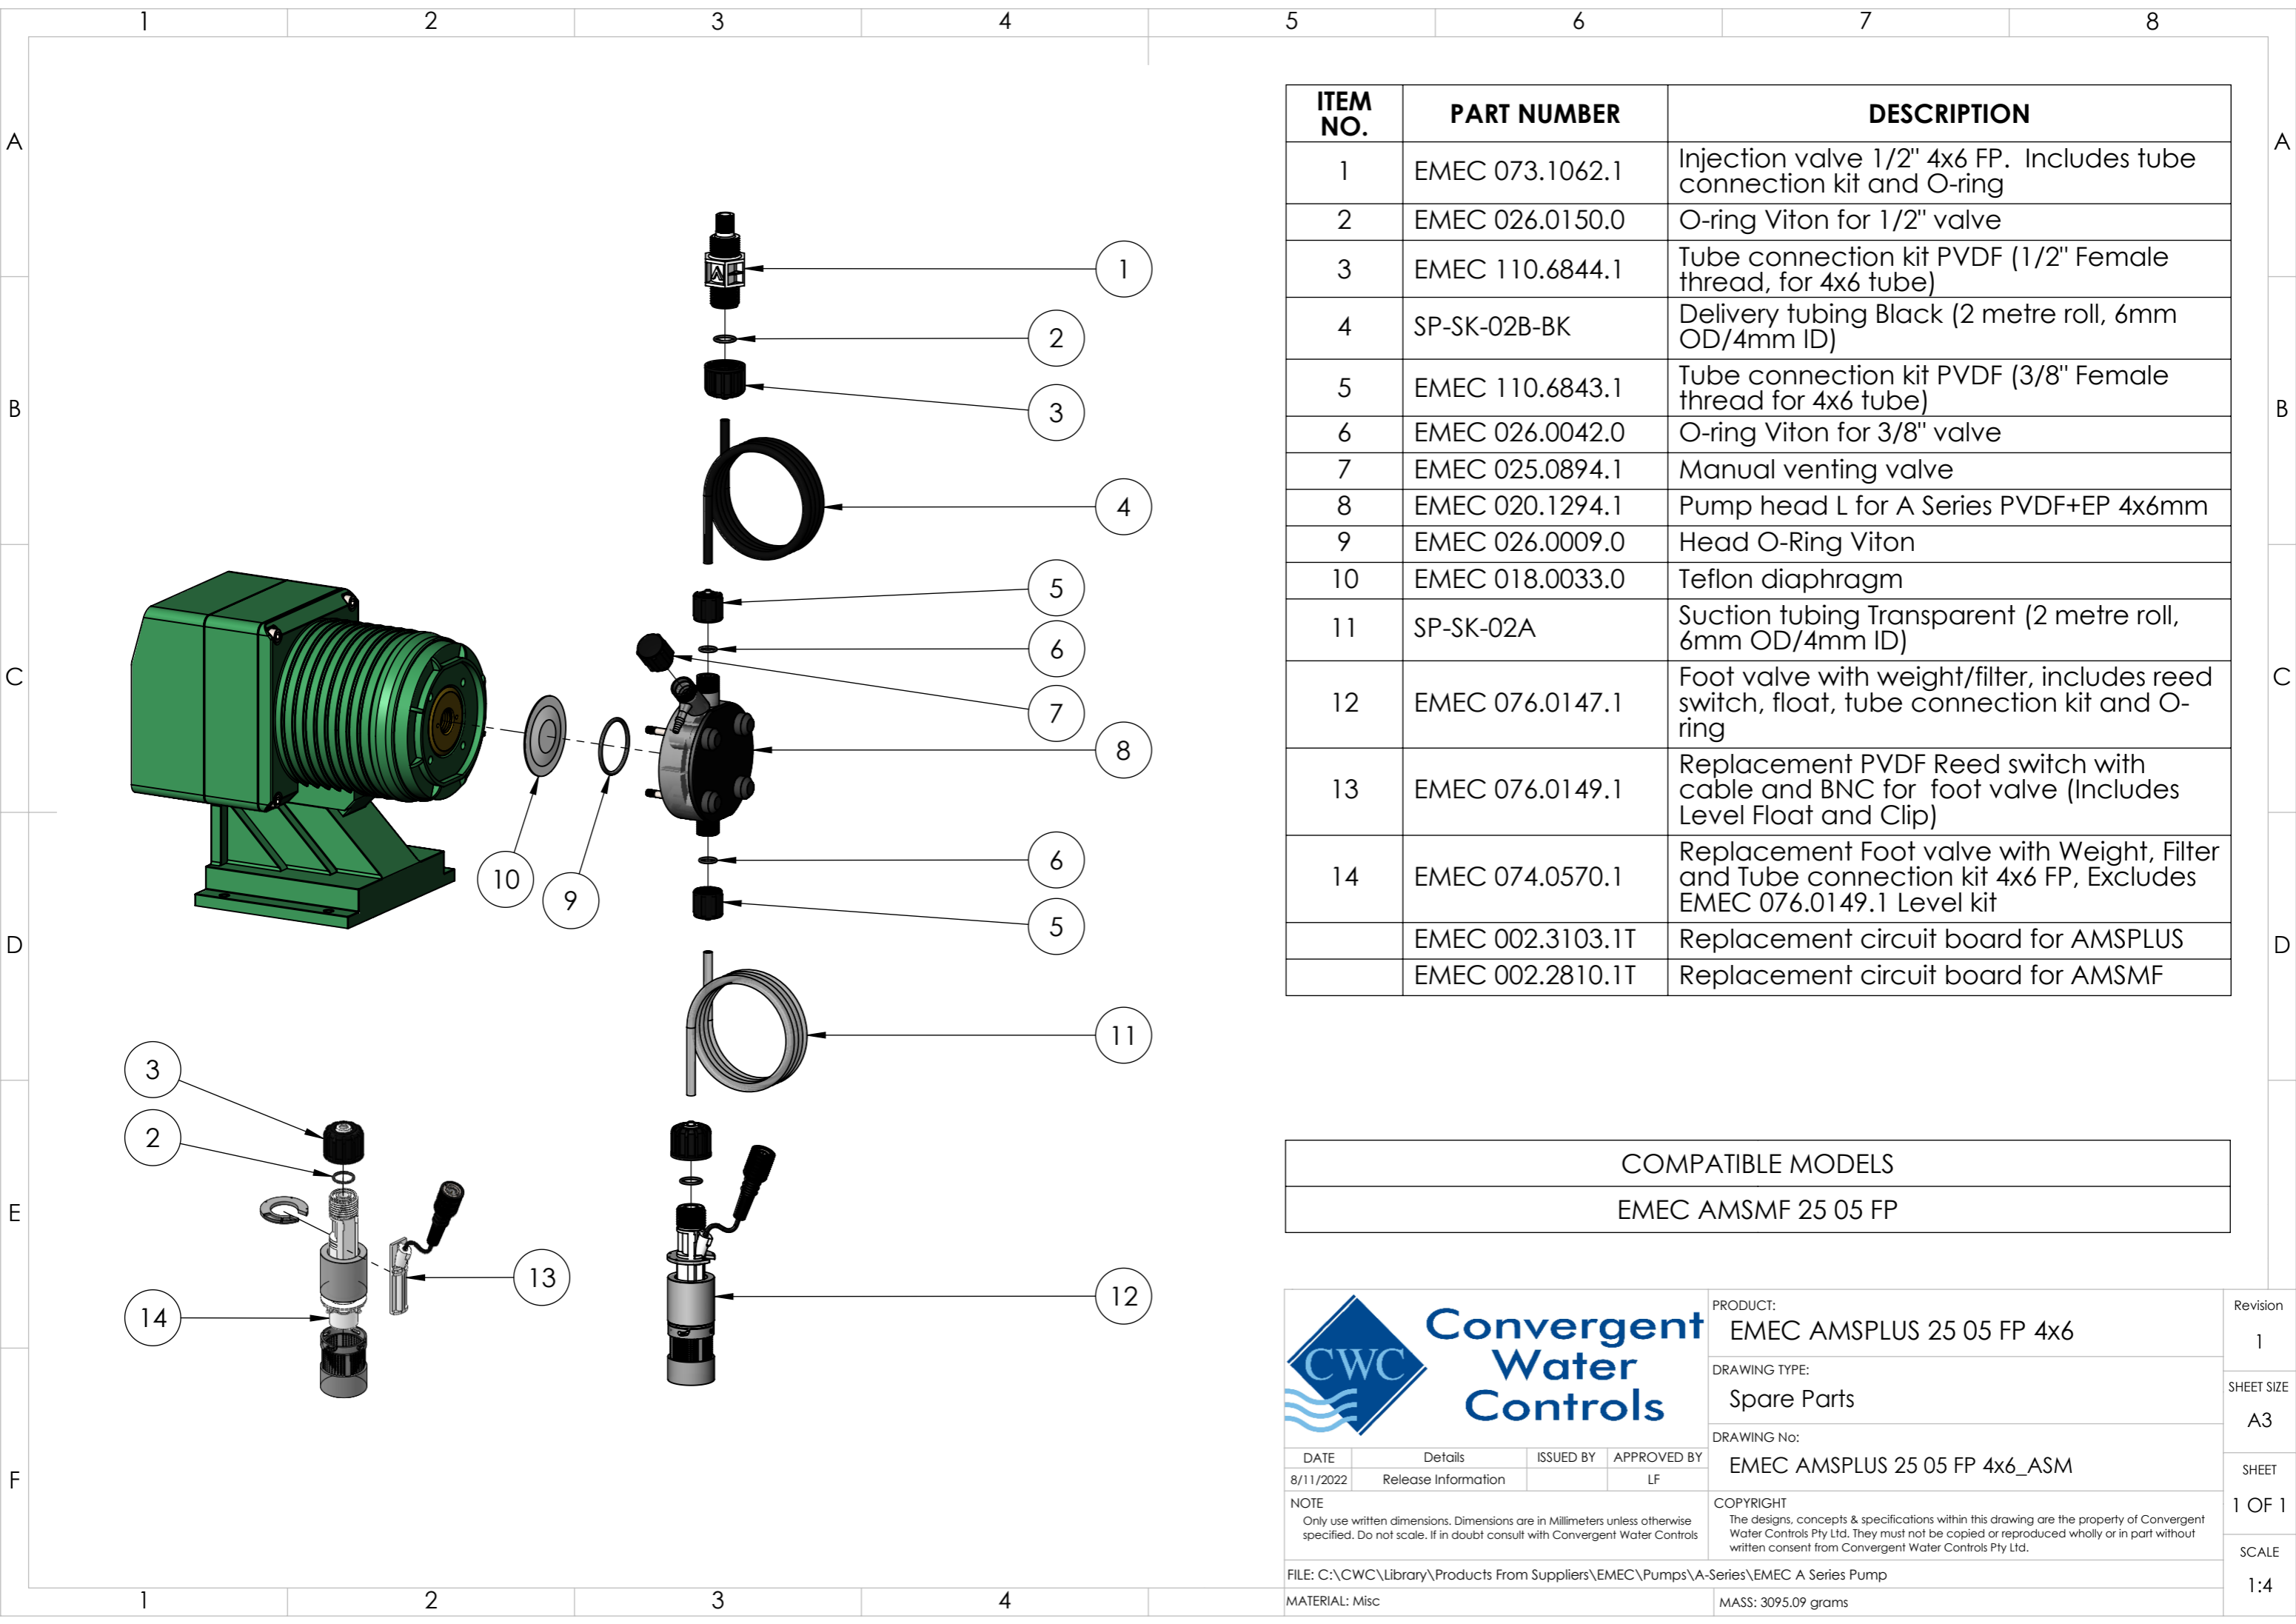 1 2 3 4 5 6 7 8
A
B
C
D
E
F
A
B
C
D
1
2
3
4
5
6
7
8
10
9
6
5
11
3
2
13
14
12
ITEM NO. PART NUMBER DESCRIPTION
1 EMEC 073.1062.1 Injection valve 1/2" 4x6 FP. Includes tube
connection kit and O-ring
2 EMEC 026.0150.0 O-ring Viton for 1/2" valve
3 EMEC 110.6844.1 Tube connection kit PVDF (1/2" Female
thread, for 4x6 tube)
4 SP-SK-02B-BK Delivery tubing Black (2 metre roll, 6mm
OD/4mm ID)
5 EMEC 110.6843.1 Tube connection kit PVDF (3/8" Female
thread for 4x6 tube)
6 EMEC 026.0042.0 O-ring Viton for 3/8" valve
7 EMEC 025.0894.1 Manual venting valve
8 EMEC 020.1294.1 Pump head L for A Series PVDF+EP 4x6mm
9 EMEC 026.0009.0 Head O-Ring Viton
10 EMEC 018.0033.0 Teflon diaphragm
11 SP-SK-02A Suction tubing Transparent (2 metre roll,
6mm OD/4mm ID)
12 EMEC 076.0147.1 Foot valve with weight/filter, includes reed
switch, float, tube connection kit and O-
ring
13 EMEC 076.0149.1 Replacement PVDF Reed switch with
cable and BNC for foot valve (Includes
Level Float and Clip)
14 EMEC 074.0570.1 Replacement Foot valve with Weight, Filter
and Tube connection kit 4x6 FP, Excludes
EMEC 076.0149.1 Level kit
EMEC 002.3103.1T Replacement circuit board for AMSPLUS
EMEC 002.2810.1T Replacement circuit board for AMSMF
COMPATIBLE MODELS
EMEC AMSMF 25 05 FP
CWC
Convergent
Water
Controls
PRODUCT:
EMEC AMSPLUS 25 05 FP 4x6
DRAWING TYPE:
Spare Parts
DRAWING No:
EMEC AMSPLUS 25 05 FP 4x6_ASM
Revision
1
SHEET SIZE
A3
SHEET
1 OF 1
SCALE
1:4
DATE Details ISSUED BY APPROVED BY
8/11/2022 Release Information LF
NOTE
Only use written dimensions. Dimensions are in Millimeters unless otherwise
specified. Do not scale. If in doubt consult with Convergent Water Controls
COPYRIGHT
The designs, concepts & specifications within this drawing are the property of Convergent
Water Controls Pty Ltd. They must not be copied or reproduced wholly or in part without
written consent from Convergent Water Controls Pty Ltd.
FILE: C:\CWC\Library\Products From Suppliers\EMEC\Pumps\A-Series\EMEC A Series Pump
MATERIAL: Misc
MASS: 3095.09 grams
1 2 3 4